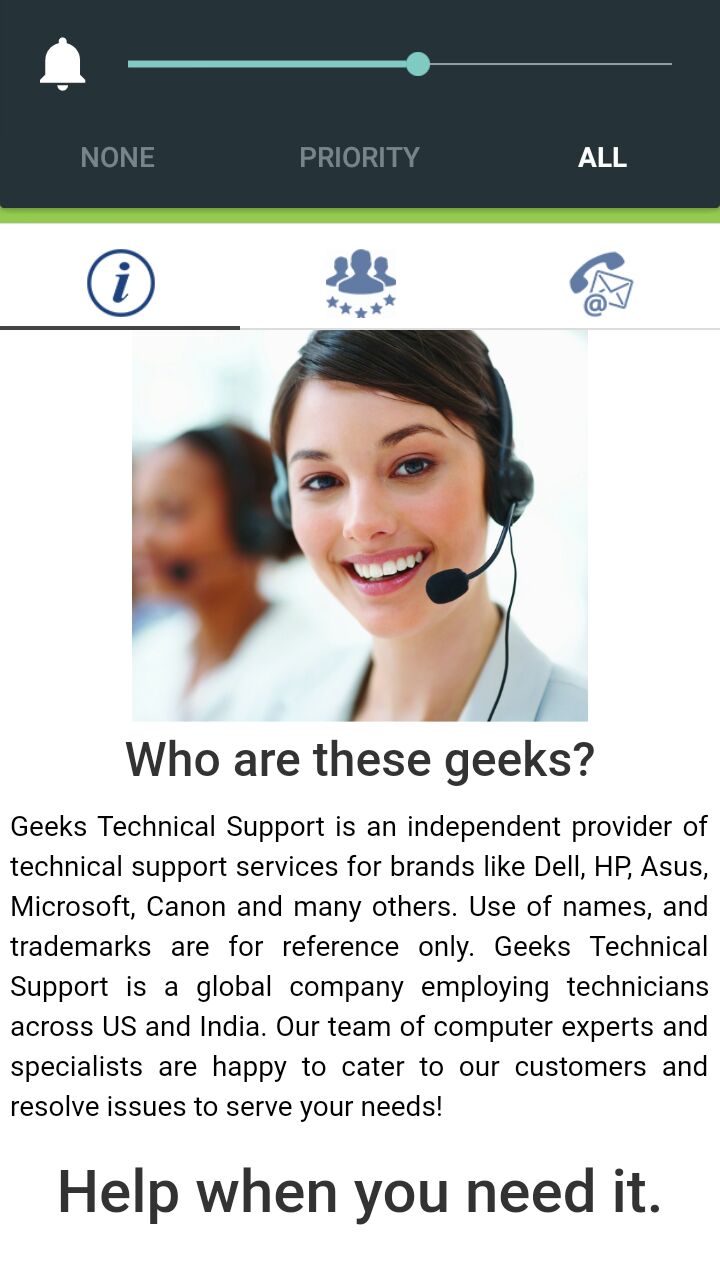 NONE PRIORITY ALL
i
@
Who are these geeks?
Geeks Technical Support is an independent provider of
technical support services for brands like Dell, HP, Asus,
Microsoft, Canon and many others. Use of names, and
trademarks are for reference only. Geeks Technical
Support is a global company employing technicians
across US and India. Our team of computer experts and
specialists are happy to cater to our customers and
resolve issues to serve your needs!
Help when you need it.